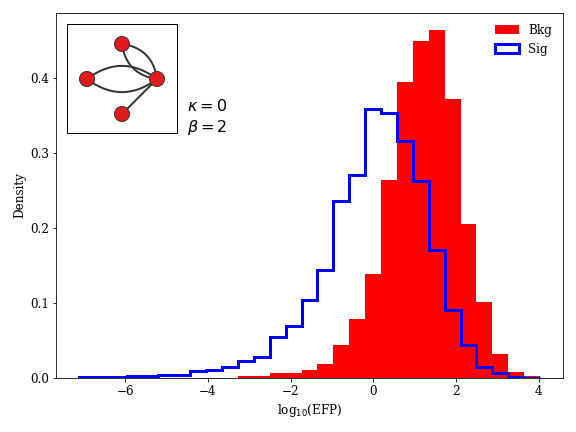 Bkg
Sig
κ = 0
β = 2
Density
0.4
0.3
0.2
0.1
0.0
−6
−4
−2
0
2
4
log₁₀(EFP)